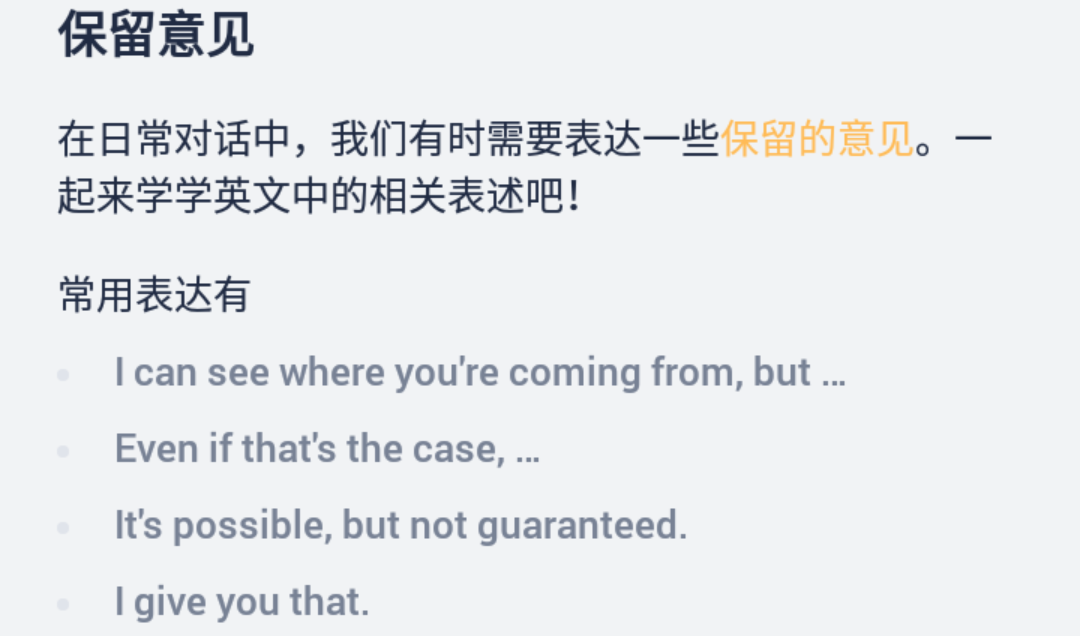 保留意见
在日常对话中，我们有时需要表达一些保留的意见。一
起来学学英文中的相关表述吧！
常用表达有
I can see where you're coming from, but ...
Even if that's the case, ...
It's possible, but not guaranteed.
I give you that.